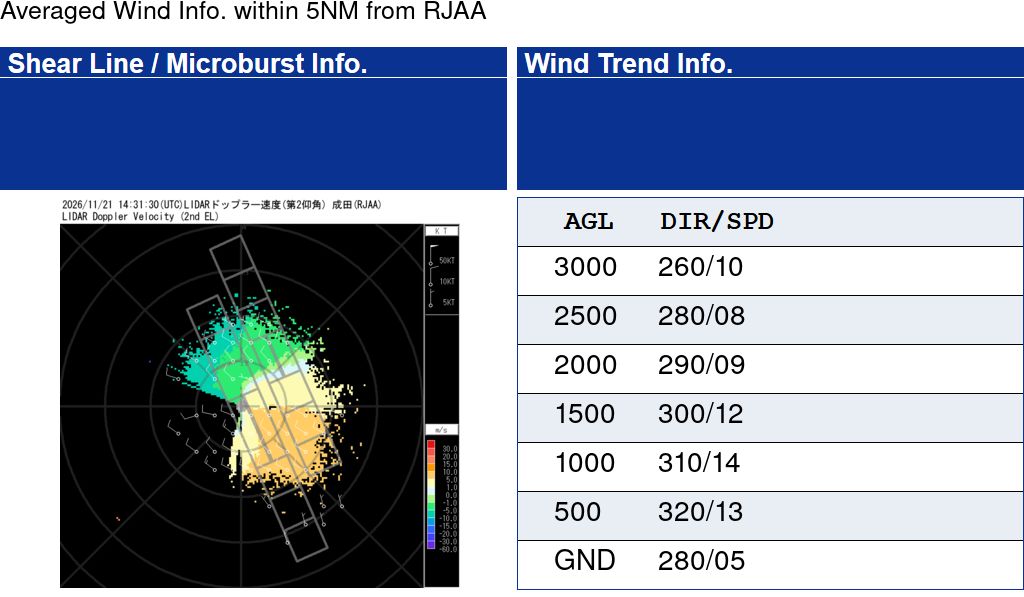 Averaged Wind Info. within 5NM from RJAA
Shear Line / Microburst Info.
Wind Trend Info.
2026/11/21 14:31:30(UTC)LIDARドップラー速度(第2仰角) 成田(RJAA)
LIDAR Doppler Velocity (2nd EL)
K T
50KT
10KT
5KT
m/s
30.0
20.0
15.0
10.0
5.0
1.0
0.0
-1.0
-5.0
-10.0
-15.0
-20.0
-30.0
-60.0
AGL DIR/SPD
3000 260/10
2500 280/08
2000 290/09
1500 300/12
1000 310/14
500 320/13
GND 280/05